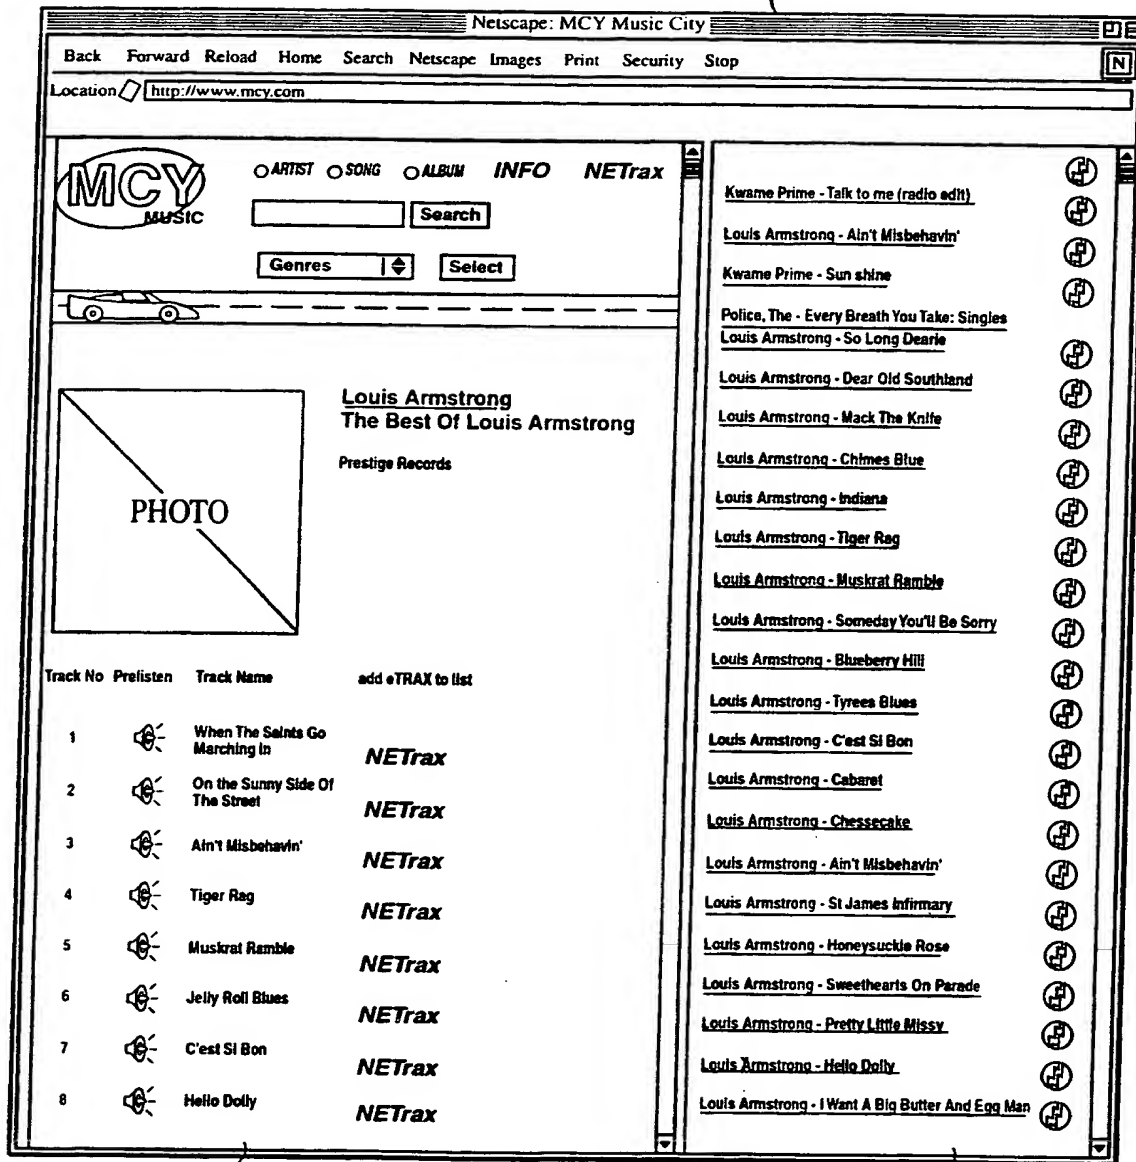 Netscape: MCY Music City
Back Forward Reload Home Search Netscape Images Print Security Stop
N
Location http://www.mcy.com
MCY
MUSIC
ARTIST SONG ALBUM INFO NETrax
Search
Genres Select
Louis Armstrong
The Best Of Louis Armstrong
Prestige Records
PHOTO
Track No Prelisten Track Name add eTRAX to list
1 When The Saints Go
Marching In NETrax
2 On the Sunny Side Of
The Street NETrax
3 Ain't Misbehavin' NETrax
4 Tiger Rag NETrax
5 Muskrat Ramble NETrax
6 Jelly Roll Blues NETrax
7 C'est Si Bon NETrax
8 Hello Dolly NETrax
Kwame Prime - Talk to me (radio edit)
Louis Armstrong - Ain't Misbehavin'
Kwame Prime - Sun shine
Police, The - Every Breath You Take: Singles
Louis Armstrong - So Long Dearie
Louis Armstrong - Dear Old Southland
Louis Armstrong - Mack The Knife
Louis Armstrong - Chimes Blue
Louis Armstrong - Indiana
Louis Armstrong - Tiger Rag
Louis Armstrong - Muskrat Ramble
Louis Armstrong - Someday You'll Be Sorry
Louis Armstrong - Blueberry Hill
Louis Armstrong - Tyrees Blues
Louis Armstrong - C'est Si Bon
Louis Armstrong - Cabaret
Louis Armstrong - Chessecake
Louis Armstrong - Ain't Misbehavin'
Louis Armstrong - St James Infirmary
Louis Armstrong - Honeysuckle Rose
Louis Armstrong - Sweethearts On Parade
Louis Armstrong - Pretty Little Missy
Louis Armstrong - Hello Dolly
Louis Armstrong - I Want A Big Butter And Egg Man